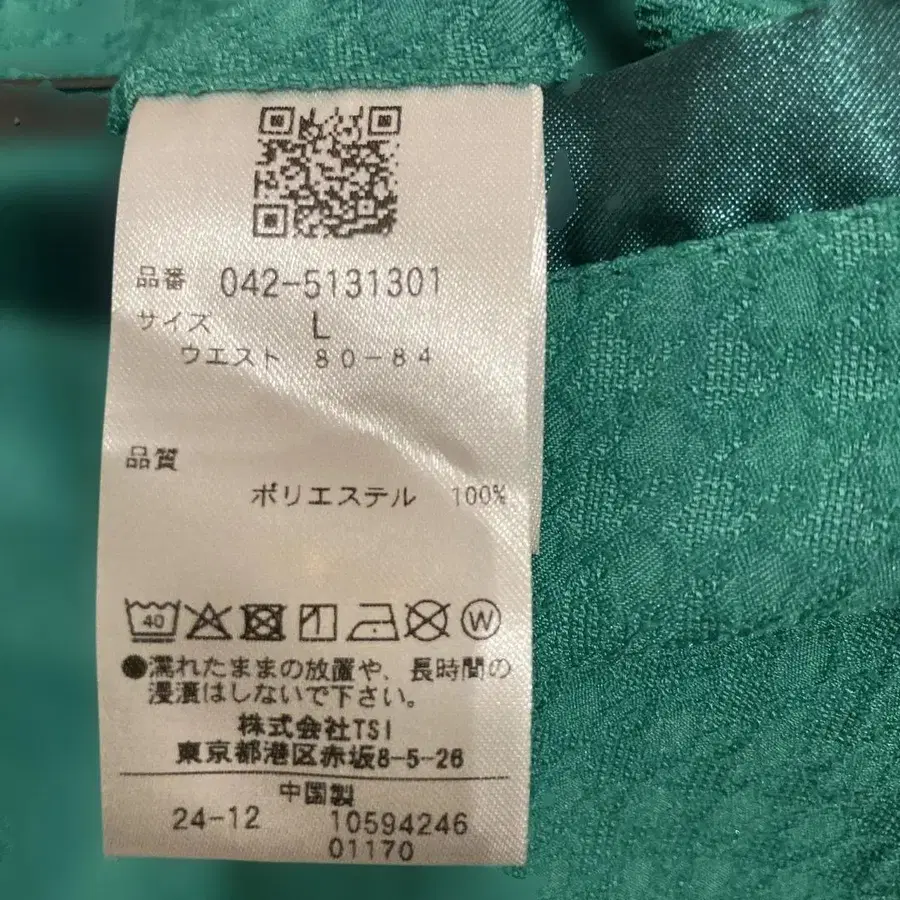 品番 042-5131301
サイズ L
ウエスト 80-84
品質
ポリエステル 100%
40
W
●濡れたままの放置や、長時間の
浸漬はしないで下さい。
株式会社TSI
東京都港区赤坂8-5-26
中国製
24-12 10594246
01170